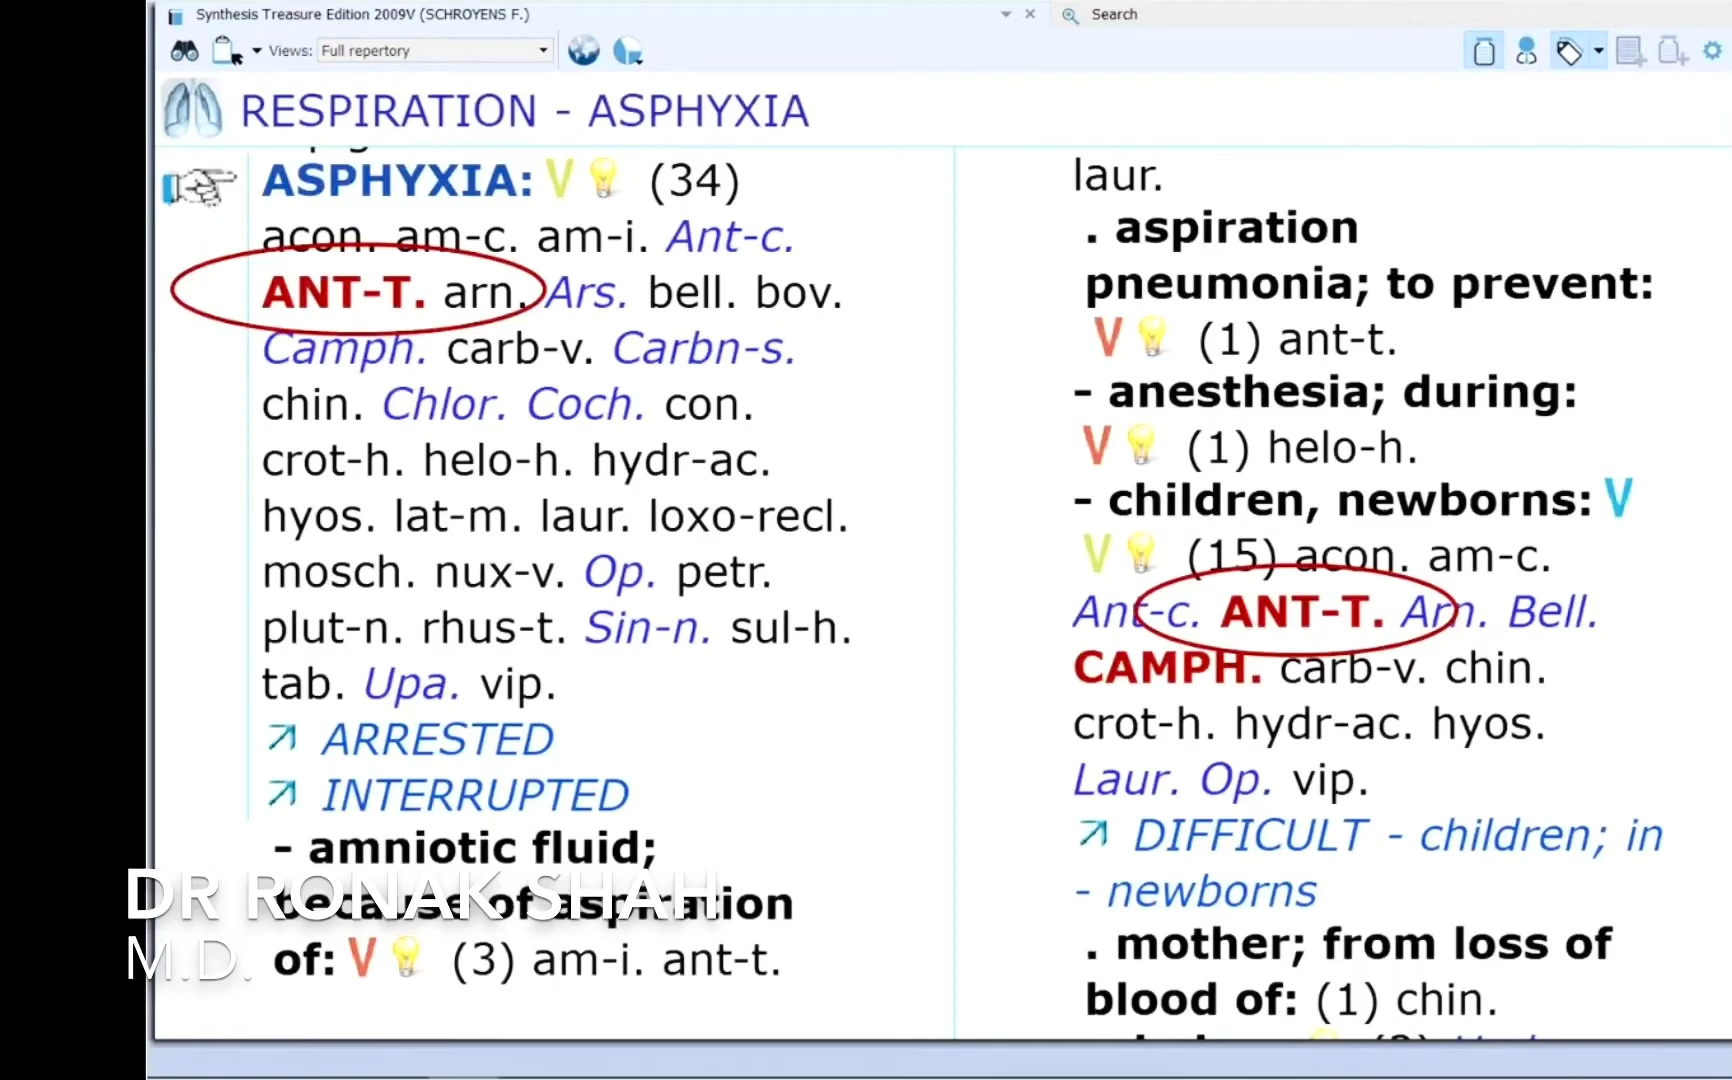 Synthesis Treasure Edition 2009V (SCHROYENS F.)
Search
Views: Full repertory
RESPIRATION - ASPHYXIA
ASPHYXIA: V (34)
acon. am-c. am-i. Ant-c.
ANT-T. arn. Ars. bell. bov.
Camph. carb-v. Carbn-s.
chin. Chlor. Coch. con.
crot-h. helo-h. hydr-ac.
hyos. lat-m. laur. loxo-recl.
mosch. nux-v. Op. petr.
plut-n. rhus-t. Sin-n. sul-h.
tab. Upa. vip.
ARRESTED
INTERRUPTED
- amniotic fluid;
because of aspiration
of: V (3) am-i. ant-t.
laur.
. aspiration
pneumonia; to prevent:
V (1) ant-t.
- anesthesia; during:
V (1) helo-h.
- children, newborns: V
V (15) acon. am-c.
Ant-c. ANT-T. Arn. Bell.
CAMPH. carb-v. chin.
crot-h. hydr-ac. hyos.
Laur. Op. vip.
DIFFICULT - children; in
- newborns
. mother; from loss of
blood of: (1) chin.
DR RONAK SHAH
M.D.